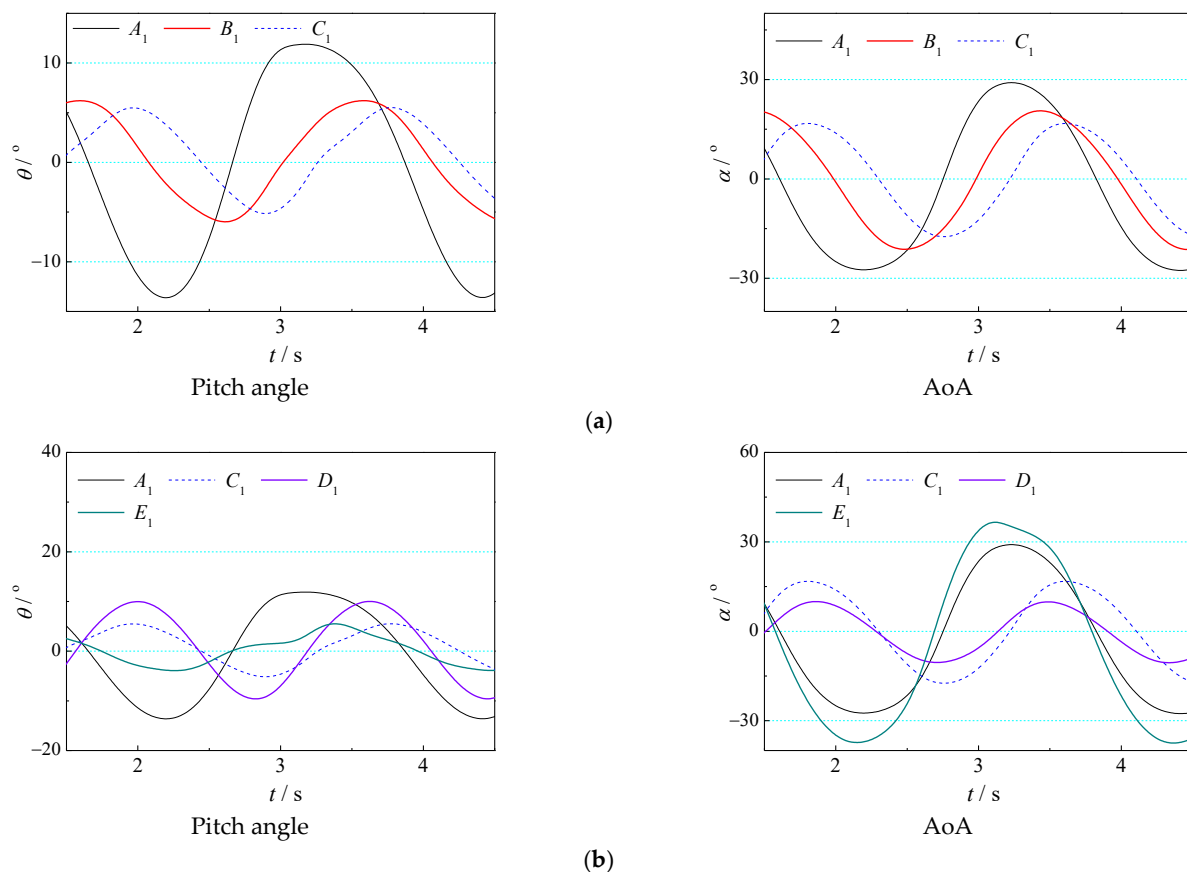 A1 B1 C1
10
0
−10
θ / °
2 3 4
t / s
Pitch angle
A1 B1 C1
30
0
−30
α / °
2 3 4
t / s
AoA
(a)
40
A1 C1 D1
E1
20
0
−20
θ / °
2 3 4
t / s
Pitch angle
60
A1 C1 D1
E1
30
0
−30
α / °
2 3 4
t / s
AoA
(b)